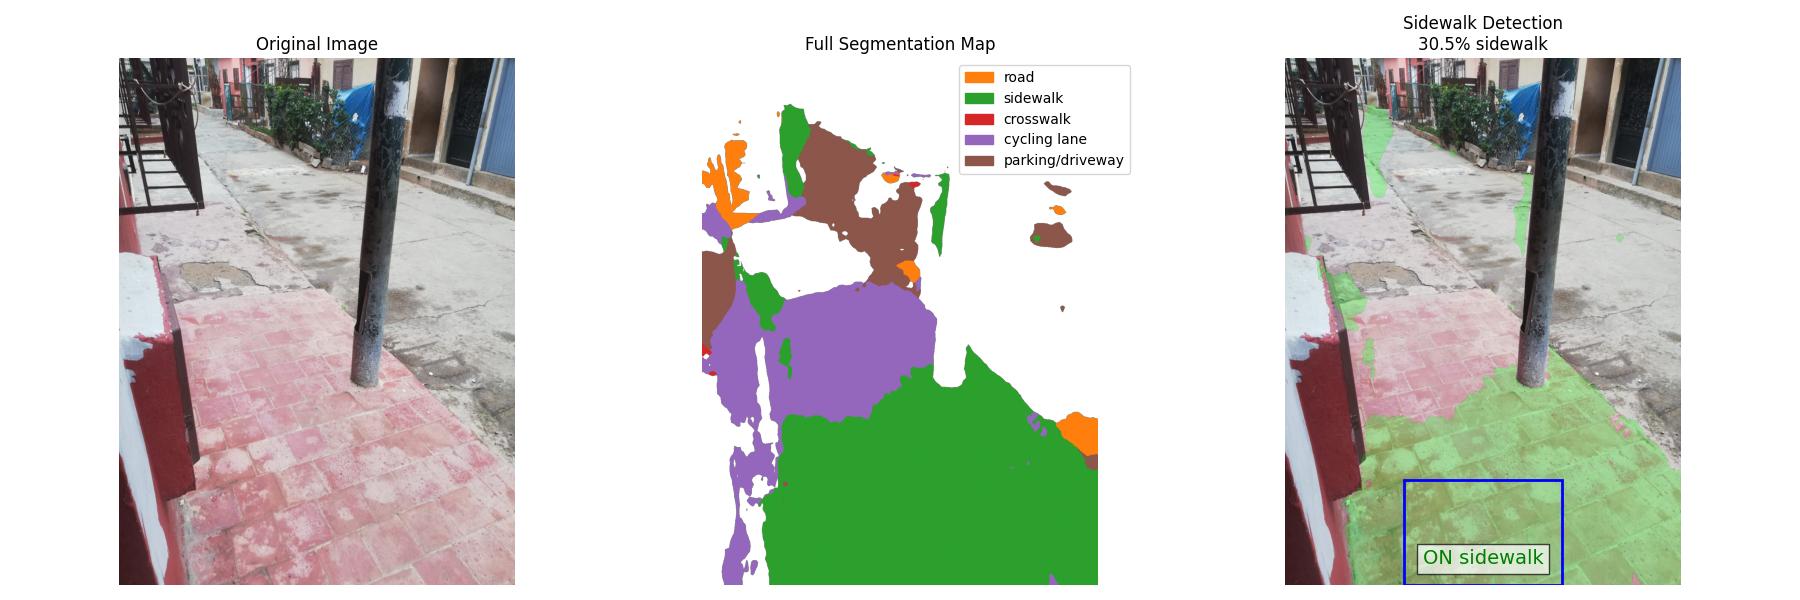 Original Image
Full Segmentation Map
Sidewalk Detection
30.5% sidewalk
road
sidewalk
crosswalk
cycling lane
parking/driveway
ON sidewalk